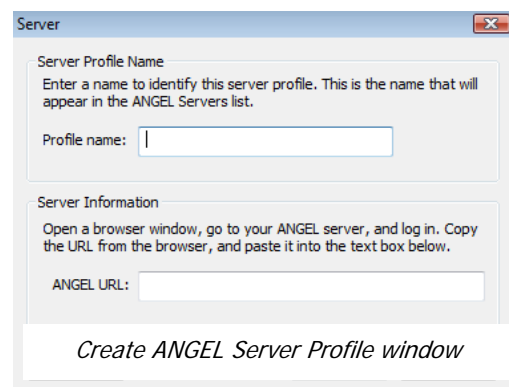 Server
Server Profile Name
Enter a name to identify this server profile. This is the name that will
appear in the ANGEL Servers list.
Profile name:
Server Information
Open a browser window, go to your ANGEL server, and log in. Copy
the URL from the browser, and paste it into the text box below.
ANGEL URL:
Create ANGEL Server Profile window